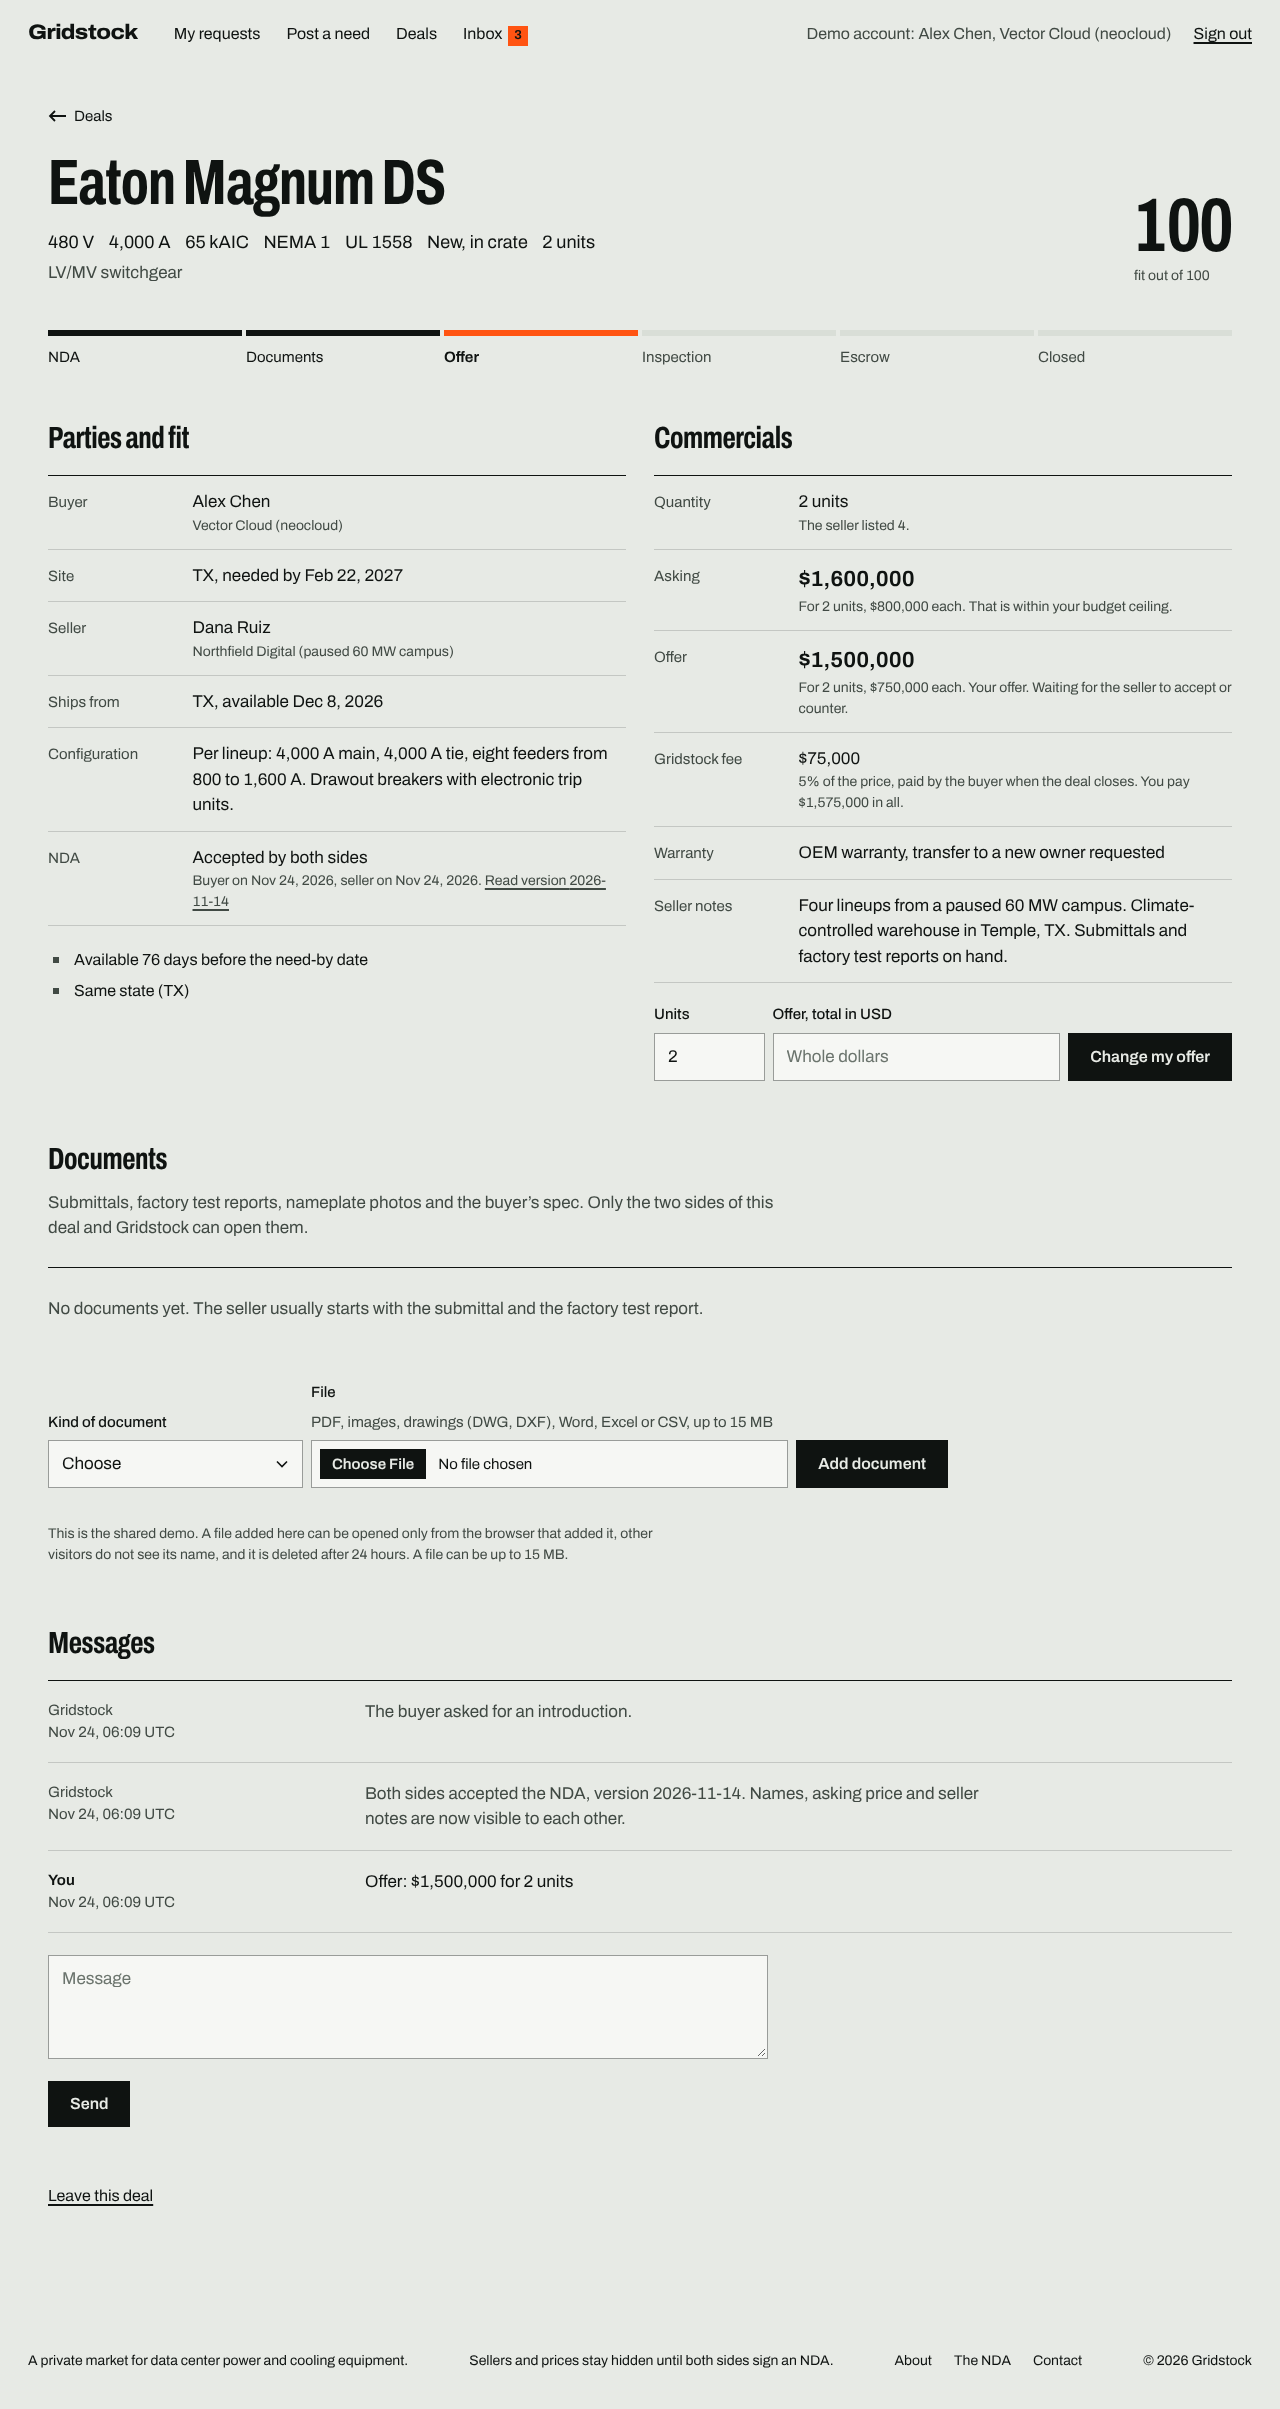 Gridstock
My requests
Post a need
Deals
Inbox 3
Demo account: Alex Chen, Vector Cloud (neocloud)
Sign out
Deals
Eaton Magnum DS
480 V 4,000 A 65 kAIC NEMA 1 UL 1558 New, in crate 2 units
LV/MV switchgear
100
fit out of 100
NDA
Documents
Offer
Inspection
Escrow
Closed
Parties and fit
Buyer
Alex Chen
Vector Cloud (neocloud)
Site
TX, needed by Feb 22, 2027
Seller
Dana Ruiz
Northfield Digital (paused 60 MW campus)
Ships from
TX, available Dec 8, 2026
Configuration
Per lineup: 4,000 A main, 4,000 A tie, eight feeders from
800 to 1,600 A. Drawout breakers with electronic trip
units.
NDA
Accepted by both sides
Buyer on Nov 24, 2026, seller on Nov 24, 2026. Read version 2026-
11-14
Available 76 days before the need-by date
Same state (TX)
Commercials
Quantity
2 units
The seller listed 4.
Asking
$1,600,000
For 2 units, $800,000 each. That is within your budget ceiling.
Offer
$1,500,000
For 2 units, $750,000 each. Your offer. Waiting for the seller to accept or
counter.
Gridstock fee
$75,000
5% of the price, paid by the buyer when the deal closes. You pay
$1,575,000 in all.
Warranty
OEM warranty, transfer to a new owner requested
Seller notes
Four lineups from a paused 60 MW campus. Climate-
controlled warehouse in Temple, TX. Submittals and
factory test reports on hand.
Units
Offer, total in USD
2
Whole dollars
Change my offer
Documents
Submittals, factory test reports, nameplate photos and the buyer’s spec. Only the two sides of this
deal and Gridstock can open them.
No documents yet. The seller usually starts with the submittal and the factory test report.
File
Kind of document
PDF, images, drawings (DWG, DXF), Word, Excel or CSV, up to 15 MB
Choose
Choose File
No file chosen
Add document
This is the shared demo. A file added here can be opened only from the browser that added it, other
visitors do not see its name, and it is deleted after 24 hours. A file can be up to 15 MB.
Messages
Gridstock
Nov 24, 06:09 UTC
The buyer asked for an introduction.
Gridstock
Nov 24, 06:09 UTC
Both sides accepted the NDA, version 2026-11-14. Names, asking price and seller
notes are now visible to each other.
You
Nov 24, 06:09 UTC
Offer: $1,500,000 for 2 units
Message
Send
Leave this deal
A private market for data center power and cooling equipment.
Sellers and prices stay hidden until both sides sign an NDA.
About
The NDA
Contact
© 2026 Gridstock